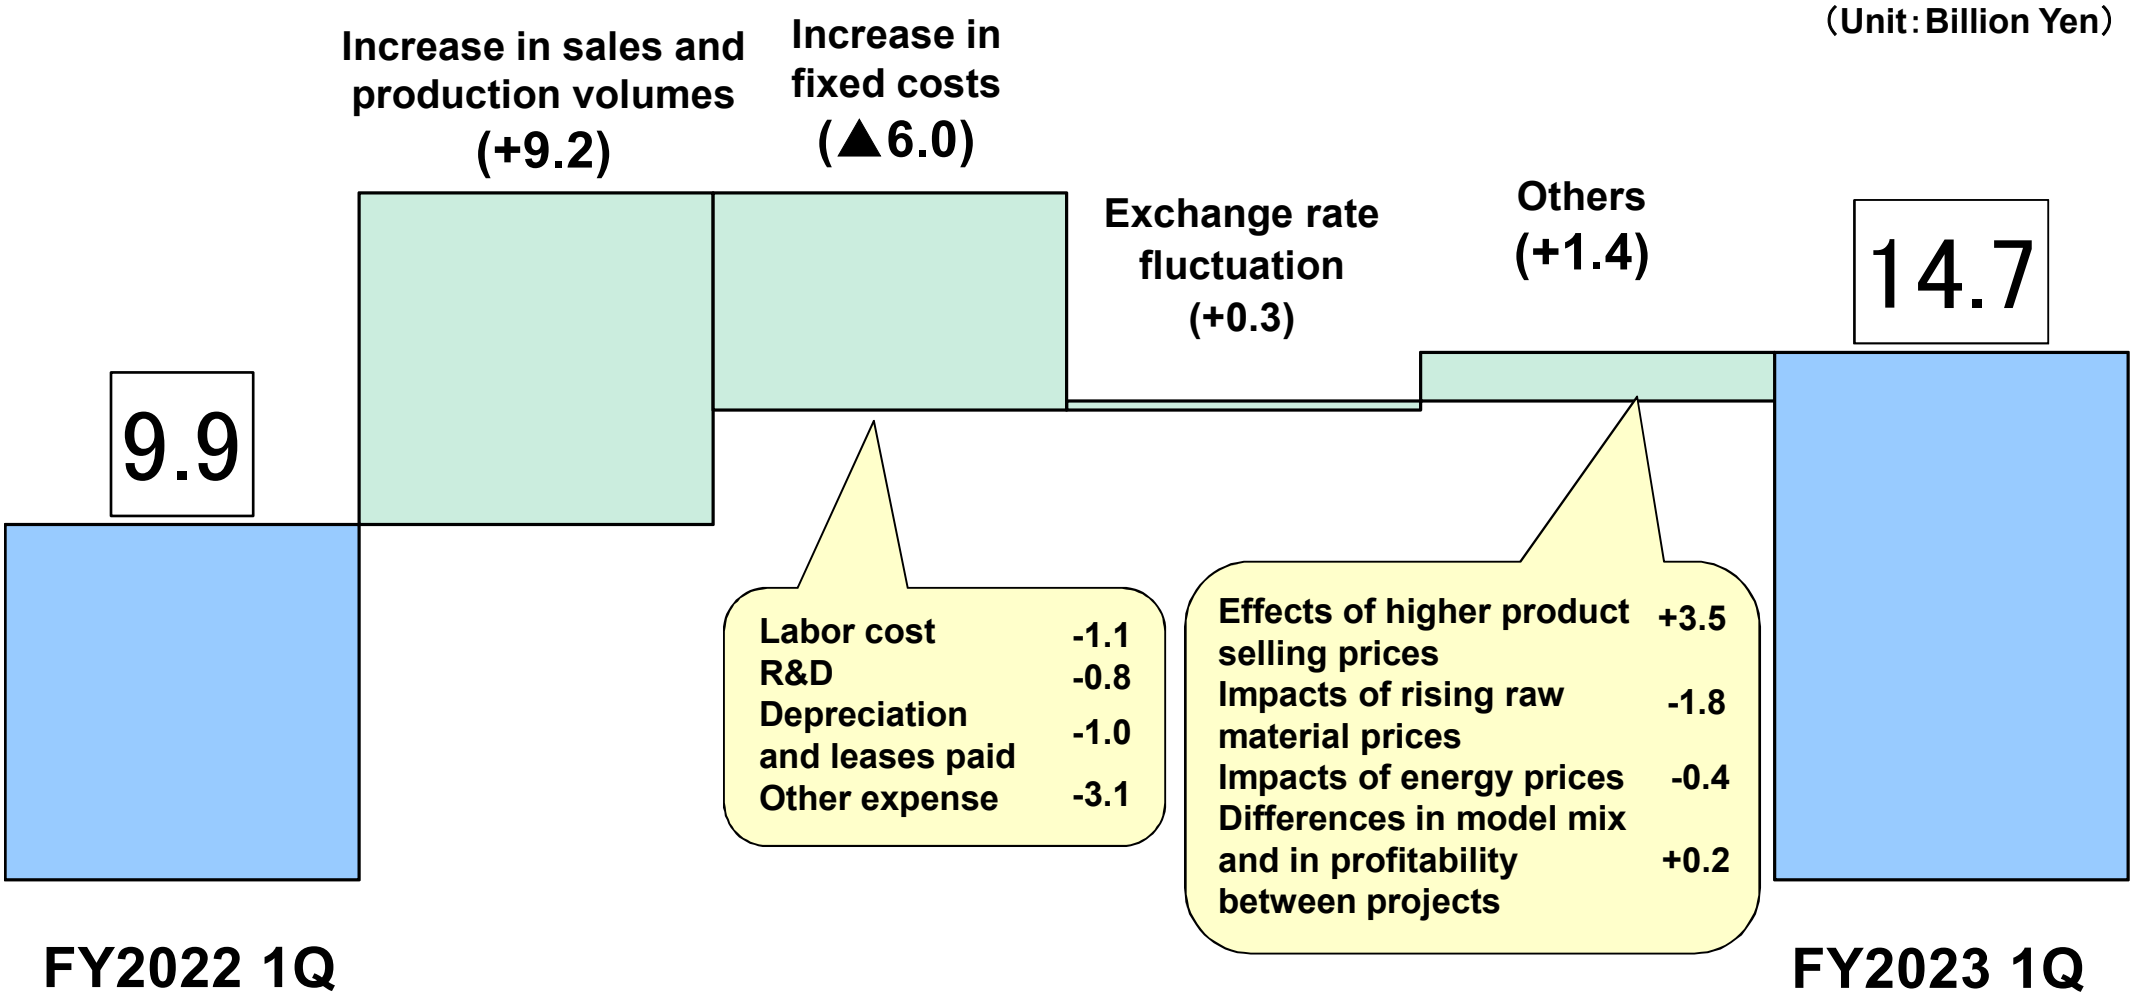 （Unit：Billion Yen）
Increase in sales and
production volumes
(+9.2)
Increase in
fixed costs
(▲6.0)
Exchange rate
fluctuation
(+0.3)
Others
(+1.4)
14.7
9.9
Labor cost -1.1
R&D -0.8
Depreciation
and leases paid -1.0
Other expense -3.1
Effects of higher product +3.5
selling prices
Impacts of rising raw -1.8
material prices
Impacts of energy prices -0.4
Differences in model mix
and in profitability +0.2
between projects
FY2022 1Q
FY2023 1Q